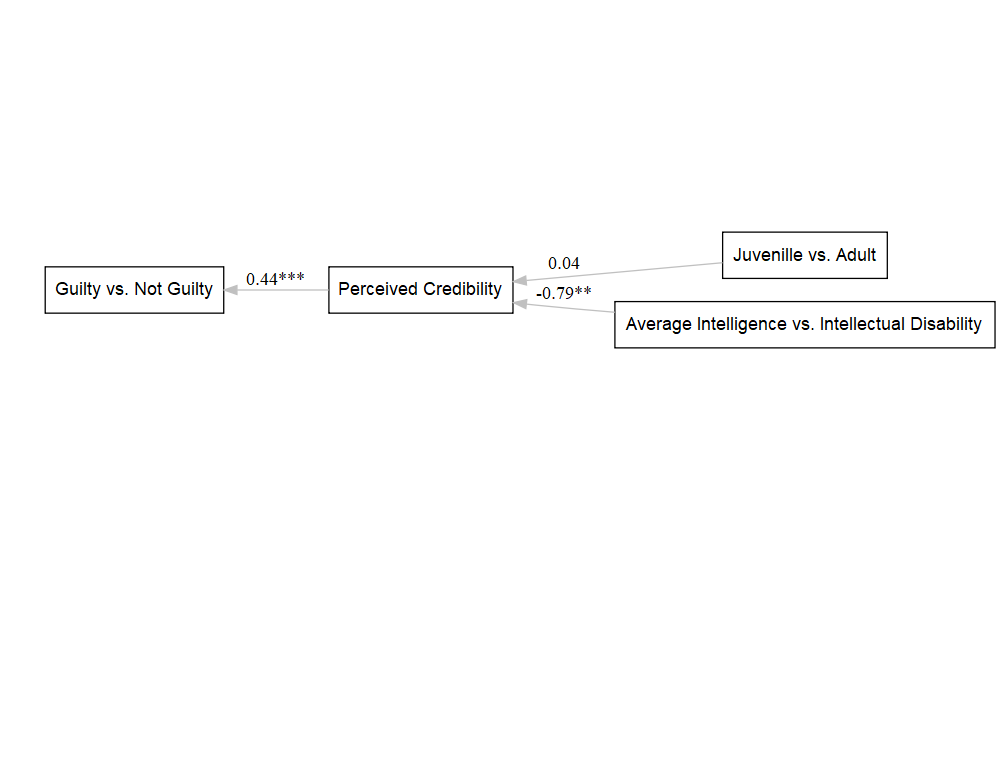 Juvenille vs. Adult
0.04
Guilty vs. Not Guilty
0.44***
Perceived Credibility
-0.79**
Average Intelligence vs. Intellectual Disability